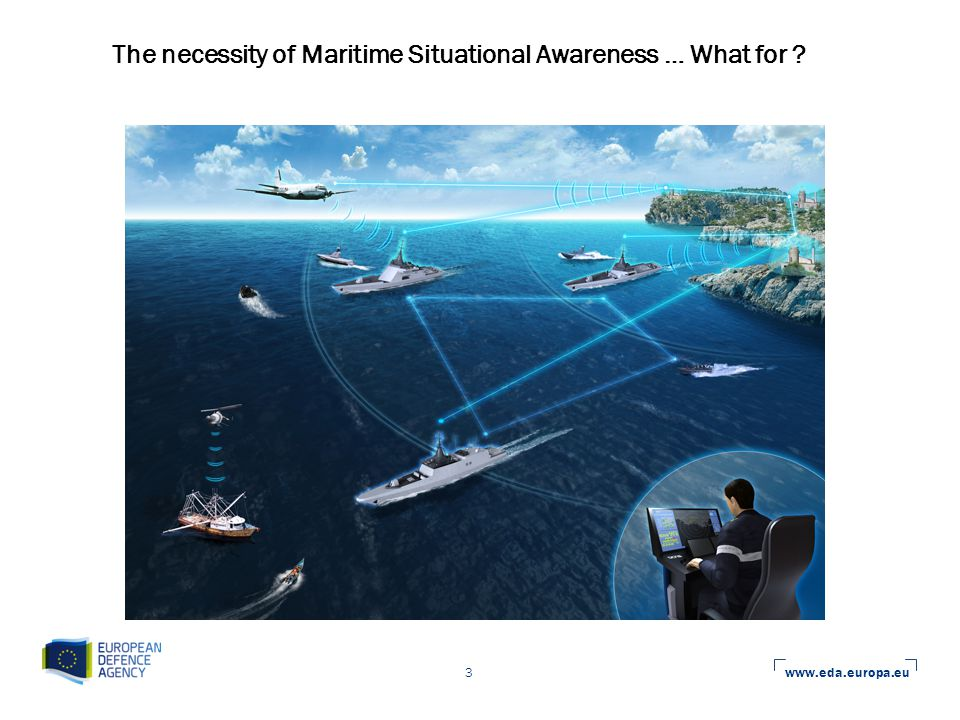 The necessity of Maritime Situational Awareness ... What for ?
EUROPEAN
DEFENCE
AGENCY
3
www.eda.europa.eu